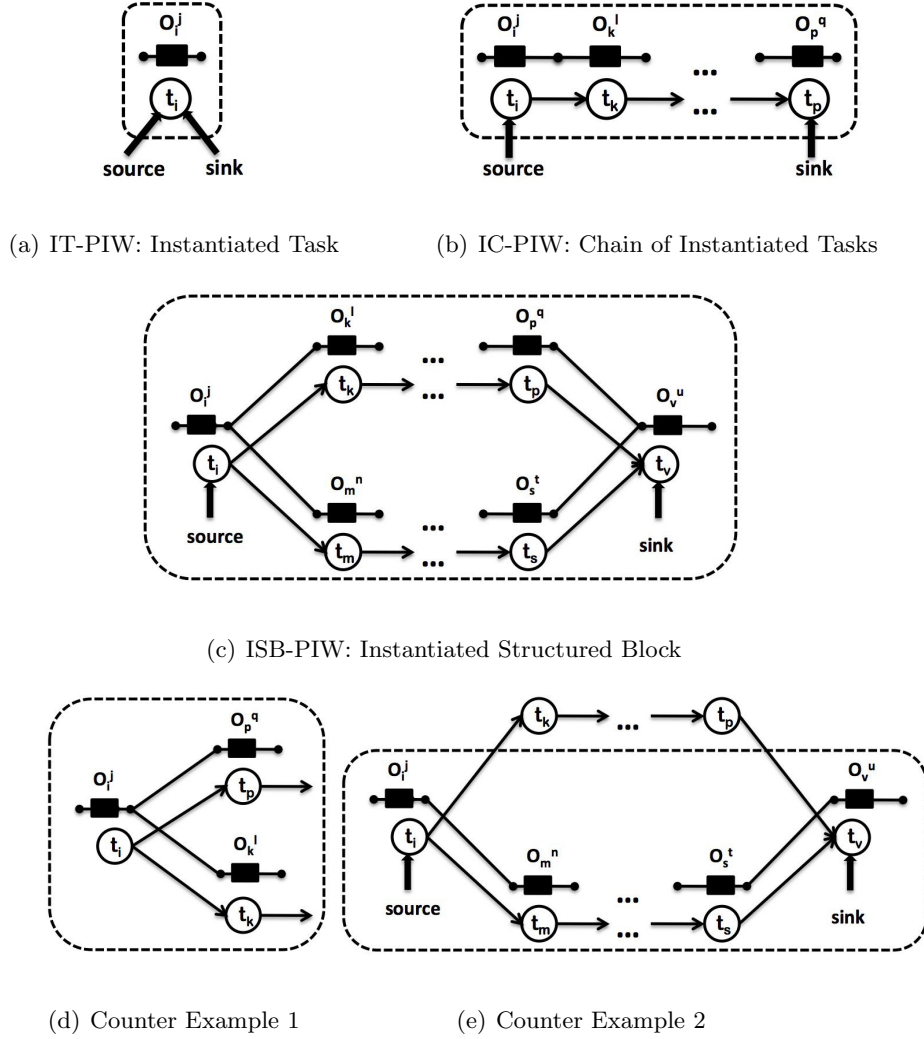 O_i^j
t_i
source
sink
(a) IT-PIW: Instantiated Task
O_i^j O_k^l O_p^q
...
t_i t_k ... t_p
source sink
(b) IC-PIW: Chain of Instantiated Tasks
O_k^l O_p^q
...
t_k ... t_p
O_i^j O_v^u
t_i t_v
O_m^n O_s^t
source sink
...
t_m ... t_s
(c) ISB-PIW: Instantiated Structured Block
O_p^q
O_i^j
t_p
t_i
O_k^l
t_k
(d) Counter Example 1
t_k ... t_p
O_i^j O_v^u
t_i t_v
O_m^n O_s^t
...
source sink
t_m ... t_s
(e) Counter Example 2